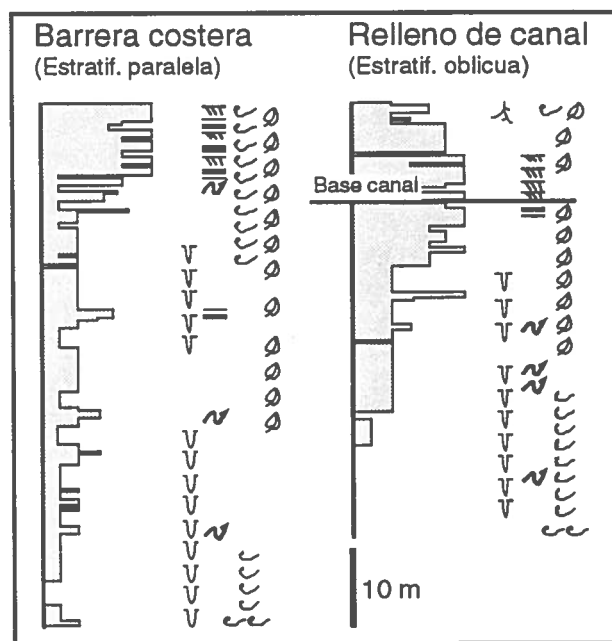 Barrera costera
(Estratif. paralela)
Relleno de canal
(Estratif. oblicua)
Base canal
10 m